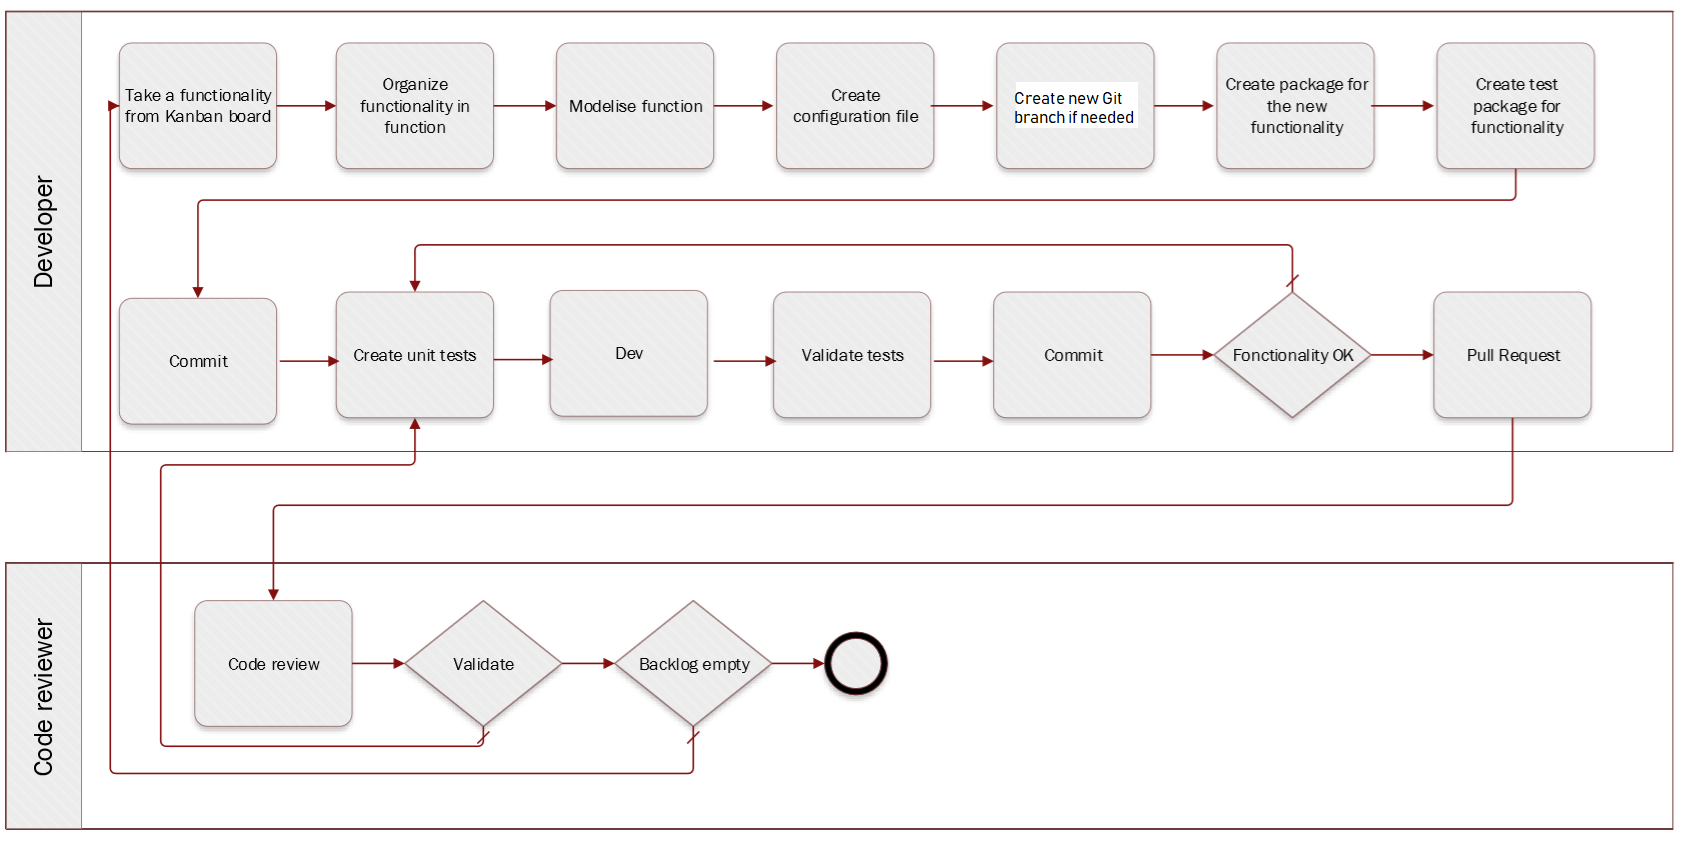 Developer
Take a functionality
from Kanban board
Organize
functionality in
function
Modelise function
Create
configuration file
Create new Git
branch if needed
Create package for
the new
functionality
Create test
package for
functionality
Commit
Create unit tests
Dev
Validate tests
Commit
Fonctionality OK
Pull Request
Code reviewer
Code review
Validate
Backlog empty